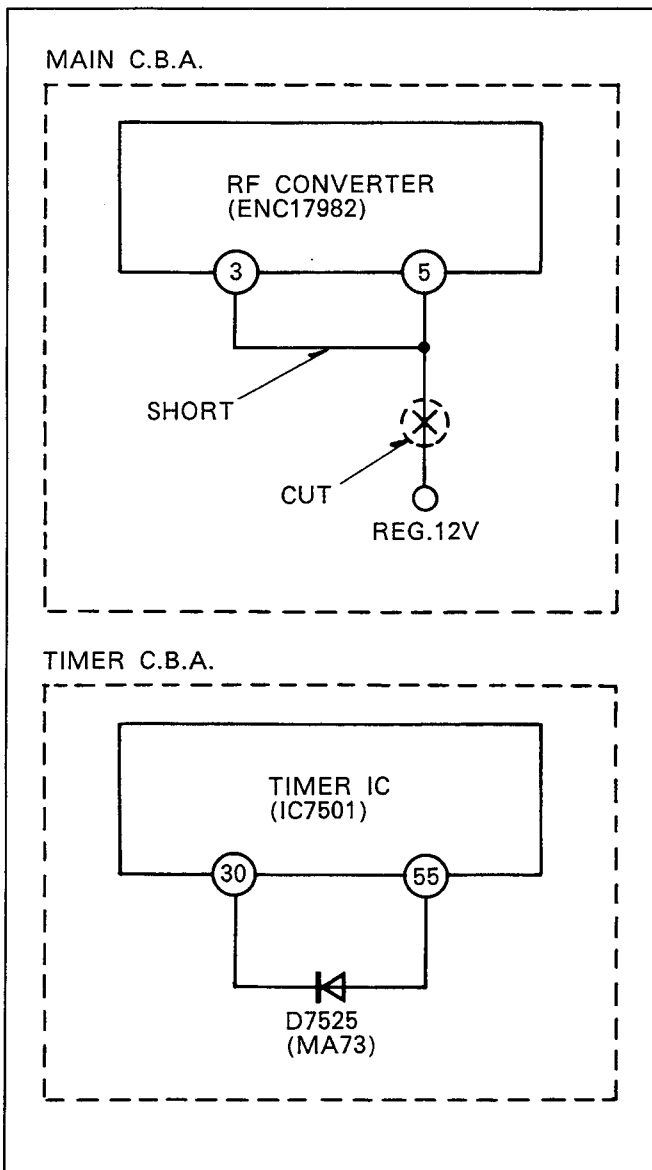 MAIN C.B.A.
RF CONVERTER
(ENC17982)
3
5
SHORT
CUT
REG.12V
TIMER C.B.A.
TIMER IC
(IC7501)
30
55
D7525
(MA73)